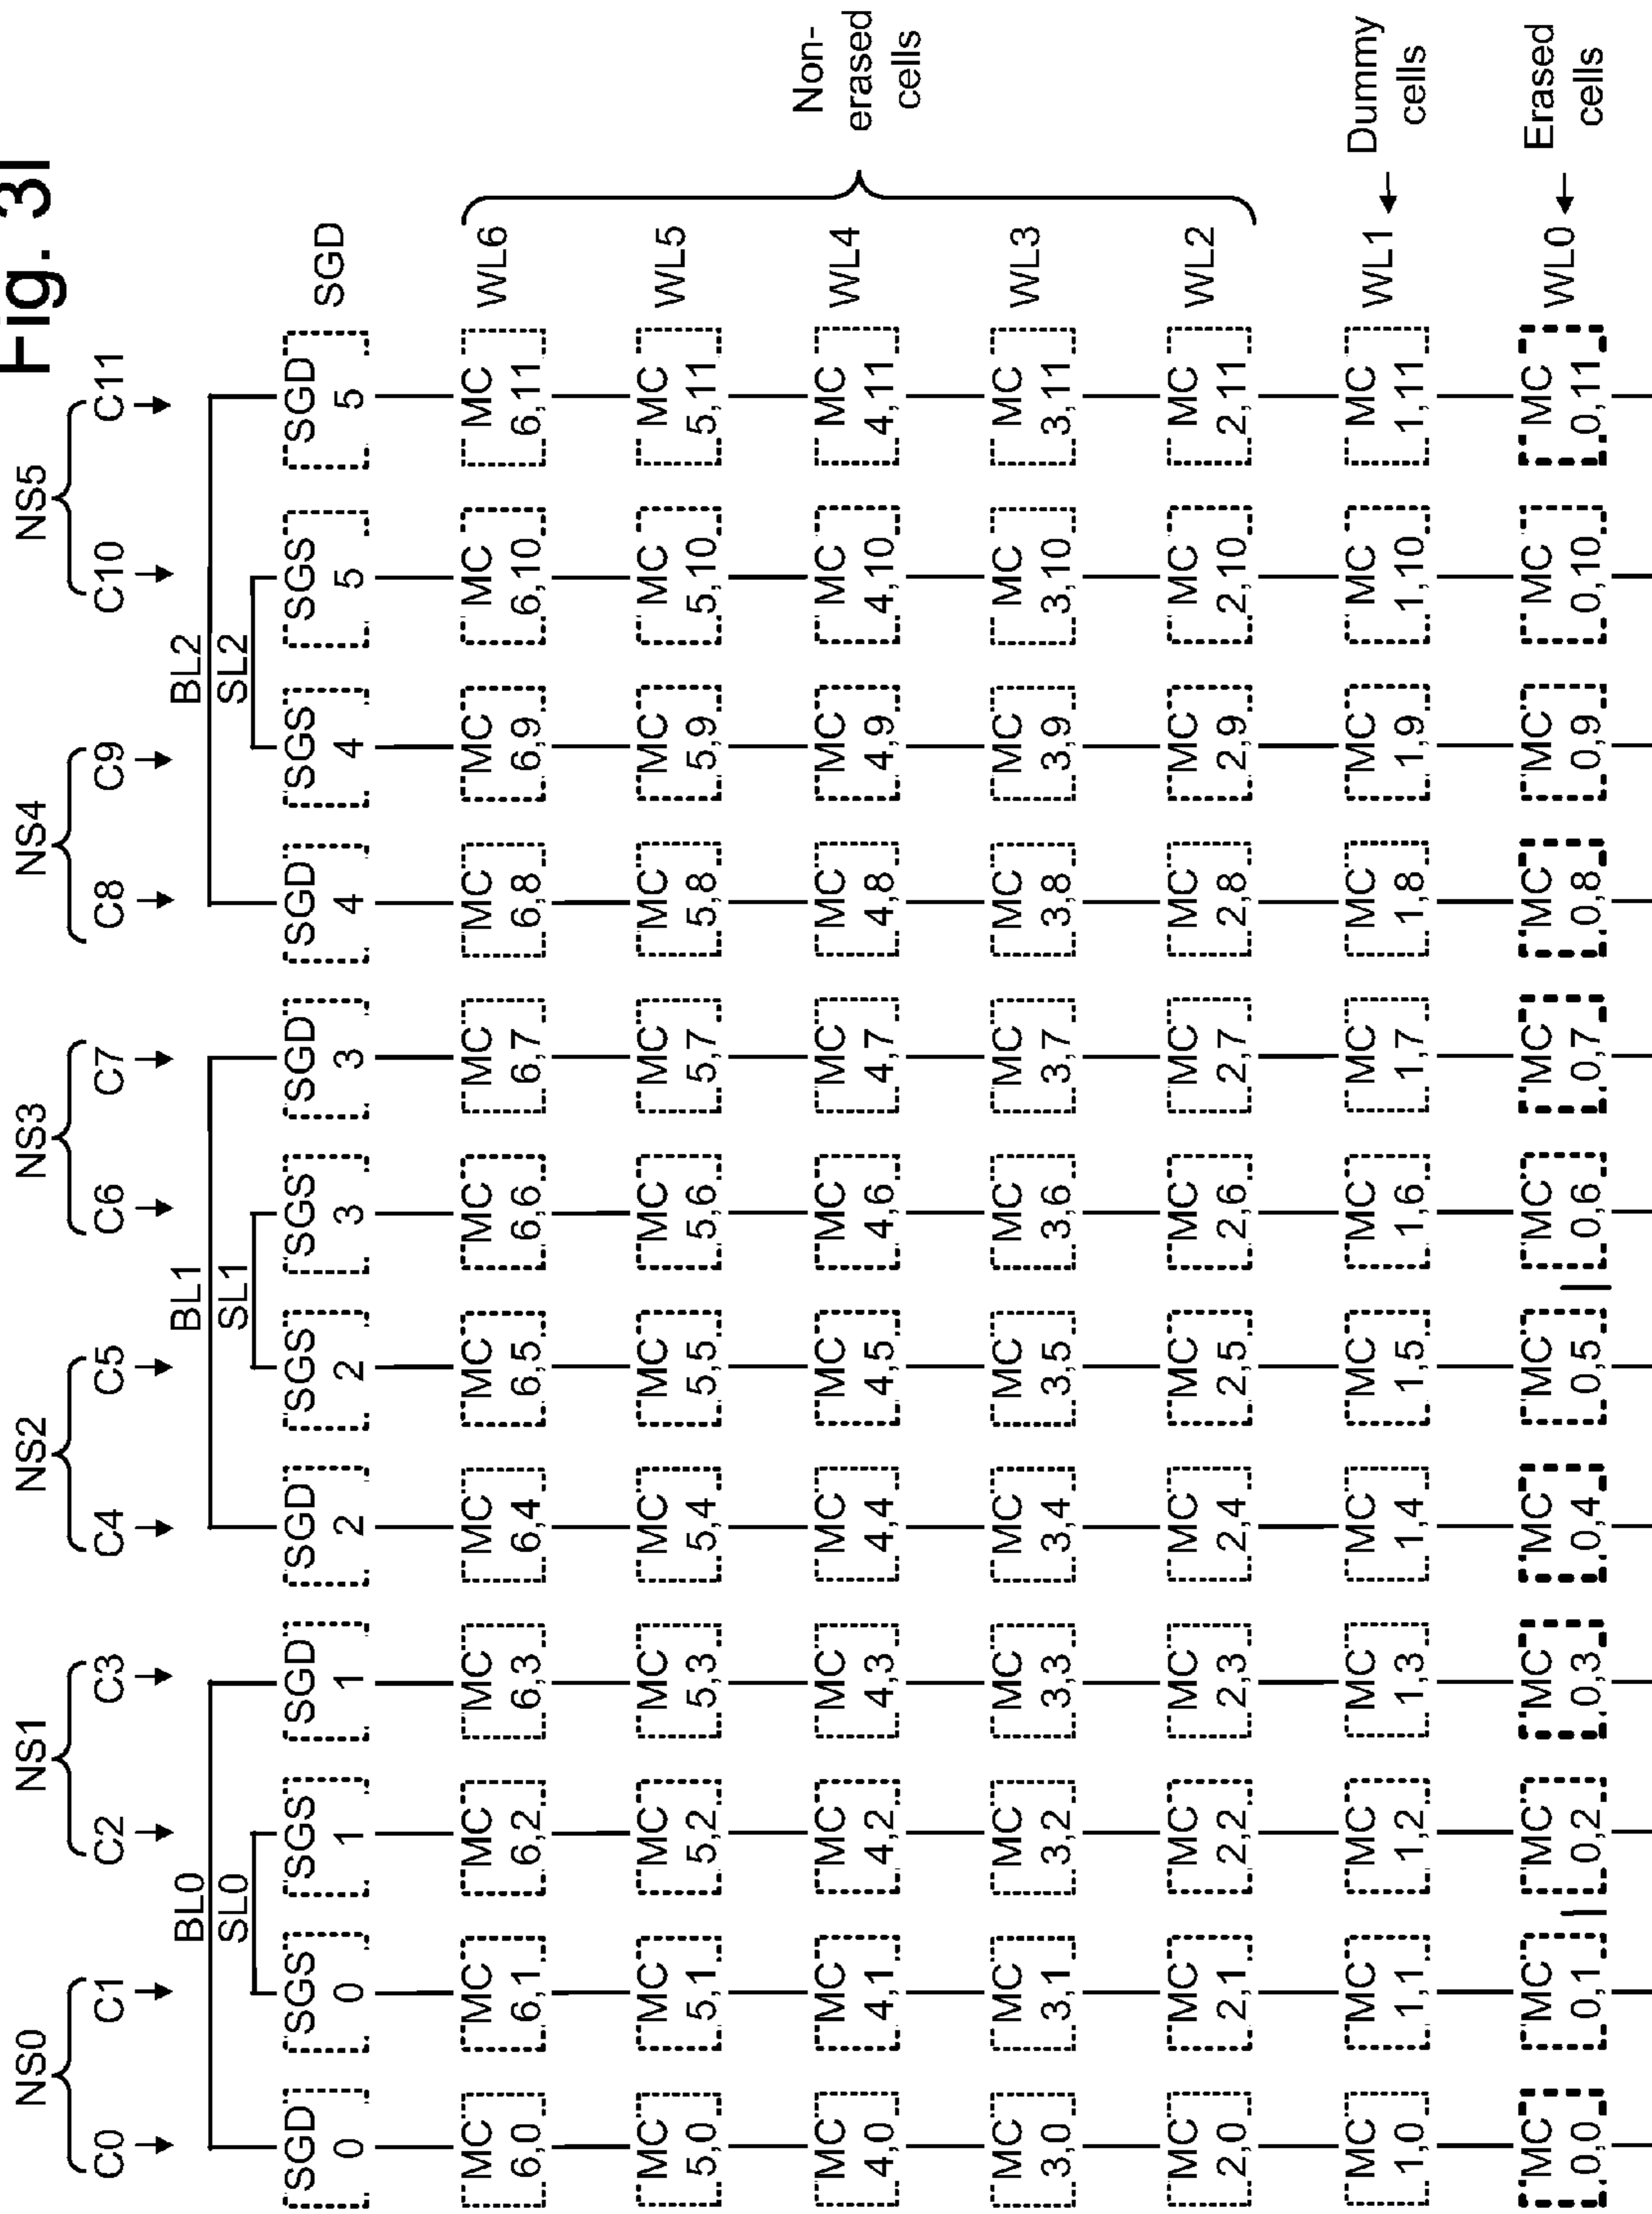 Fig. 3I
NS0 NS1 NS2 NS3 NS4 NS5
C0 C1 C2 C3 C4 C5 C6 C7 C8 C9 C10 C11
BL0 BL1 BL2
SL0 SL1 SL2
SGD SGS SGS SGD SGD SGS SGS SGD SGD SGS SGS SGD SGD
0 0 1 1 2 2 3 3 4 4 5 5
MC MC MC MC MC MC MC MC MC MC MC MC WL6
6,0 6,1 6,2 6,3 6,4 6,5 6,6 6,7 6,8 6,9 6,10 6,11
MC MC MC MC MC MC MC MC MC MC MC MC WL5
5,0 5,1 5,2 5,3 5,4 5,5 5,6 5,7 5,8 5,9 5,10 5,11
Non-
erased
cells
MC MC MC MC MC MC MC MC MC MC MC MC WL4
4,0 4,1 4,2 4,3 4,4 4,5 4,6 4,7 4,8 4,9 4,10 4,11
MC MC MC MC MC MC MC MC MC MC MC MC WL3
3,0 3,1 3,2 3,3 3,4 3,5 3,6 3,7 3,8 3,9 3,10 3,11
MC MC MC MC MC MC MC MC MC MC MC MC WL2
2,0 2,1 2,2 2,3 2,4 2,5 2,6 2,7 2,8 2,9 2,10 2,11
MC MC MC MC MC MC MC MC MC MC MC MC WL1 Dummy
1,0 1,1 1,2 1,3 1,4 1,5 1,6 1,7 1,8 1,9 1,10 1,11 cells
MC MC MC MC MC MC MC MC MC MC MC MC WL0 Erased
0,0 0,1 0,2 0,3 0,4 0,5 0,6 0,7 0,8 0,9 0,10 0,11 cells